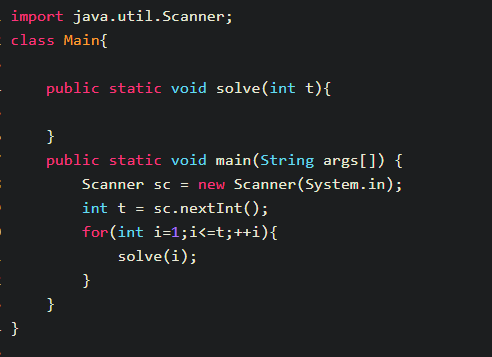 import java.util.Scanner;
class Main{
    public static void solve(int t){
    }
    public static void main(String args[]) {
        Scanner sc = new Scanner(System.in);
        int t = sc.nextInt();
        for(int i=1;i<=t;++i){
            solve(i);
        }
    }
}